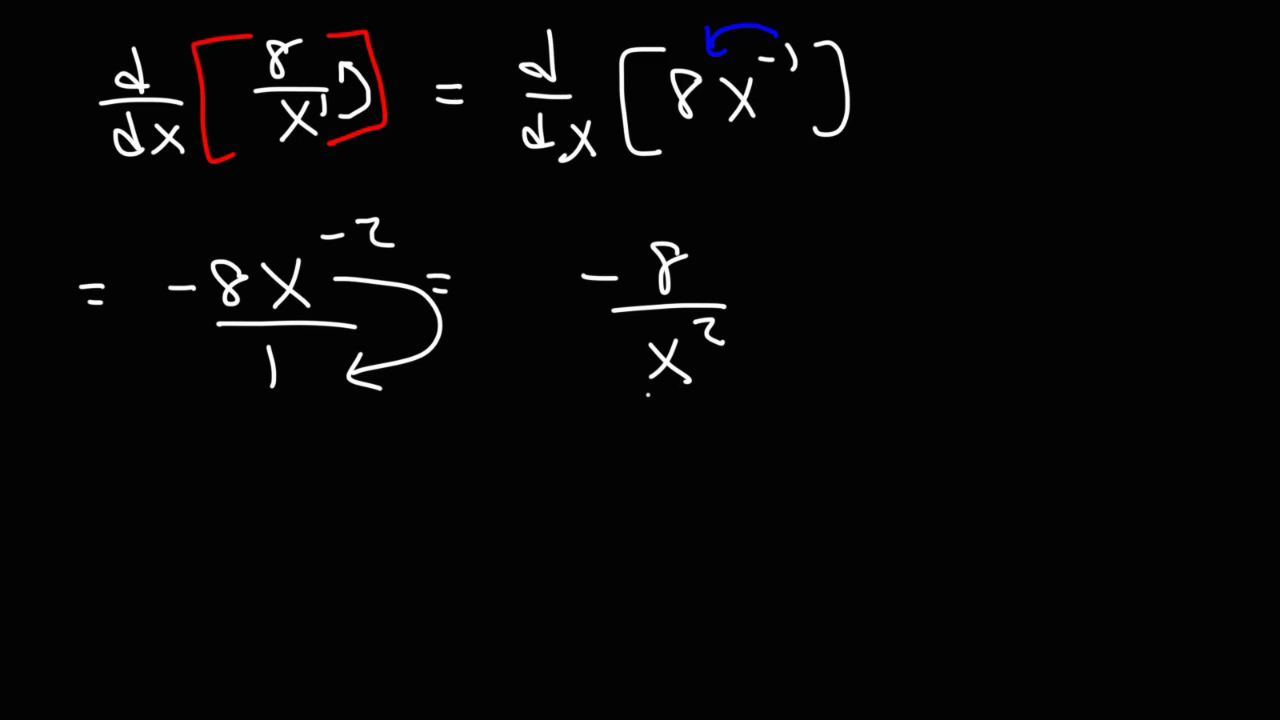 d/dx [8/x¹] = d/dx [8x⁻¹]
= -8x⁻²/1 = -8/x²